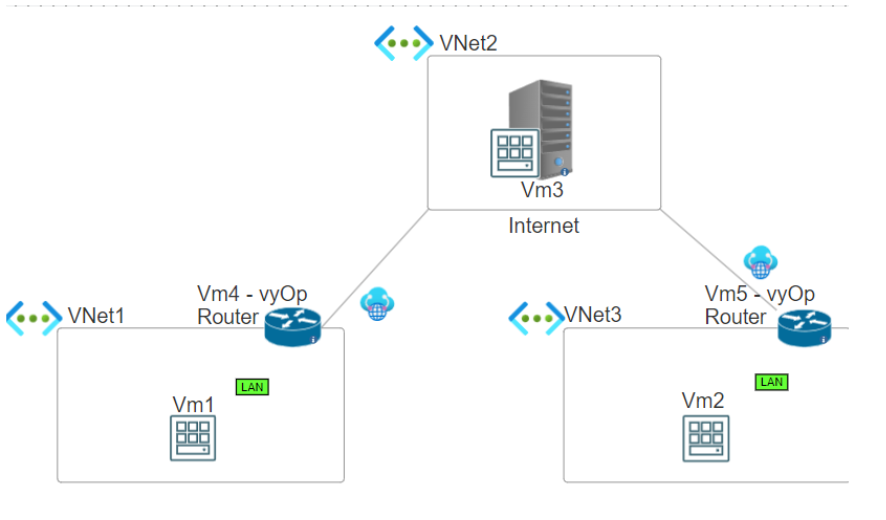 VNet2
Vm3
Internet
Vm4 - vyOp
Router
VNet1
LAN
Vm1
Vm5 - vyOp
Router
VNet3
LAN
Vm2